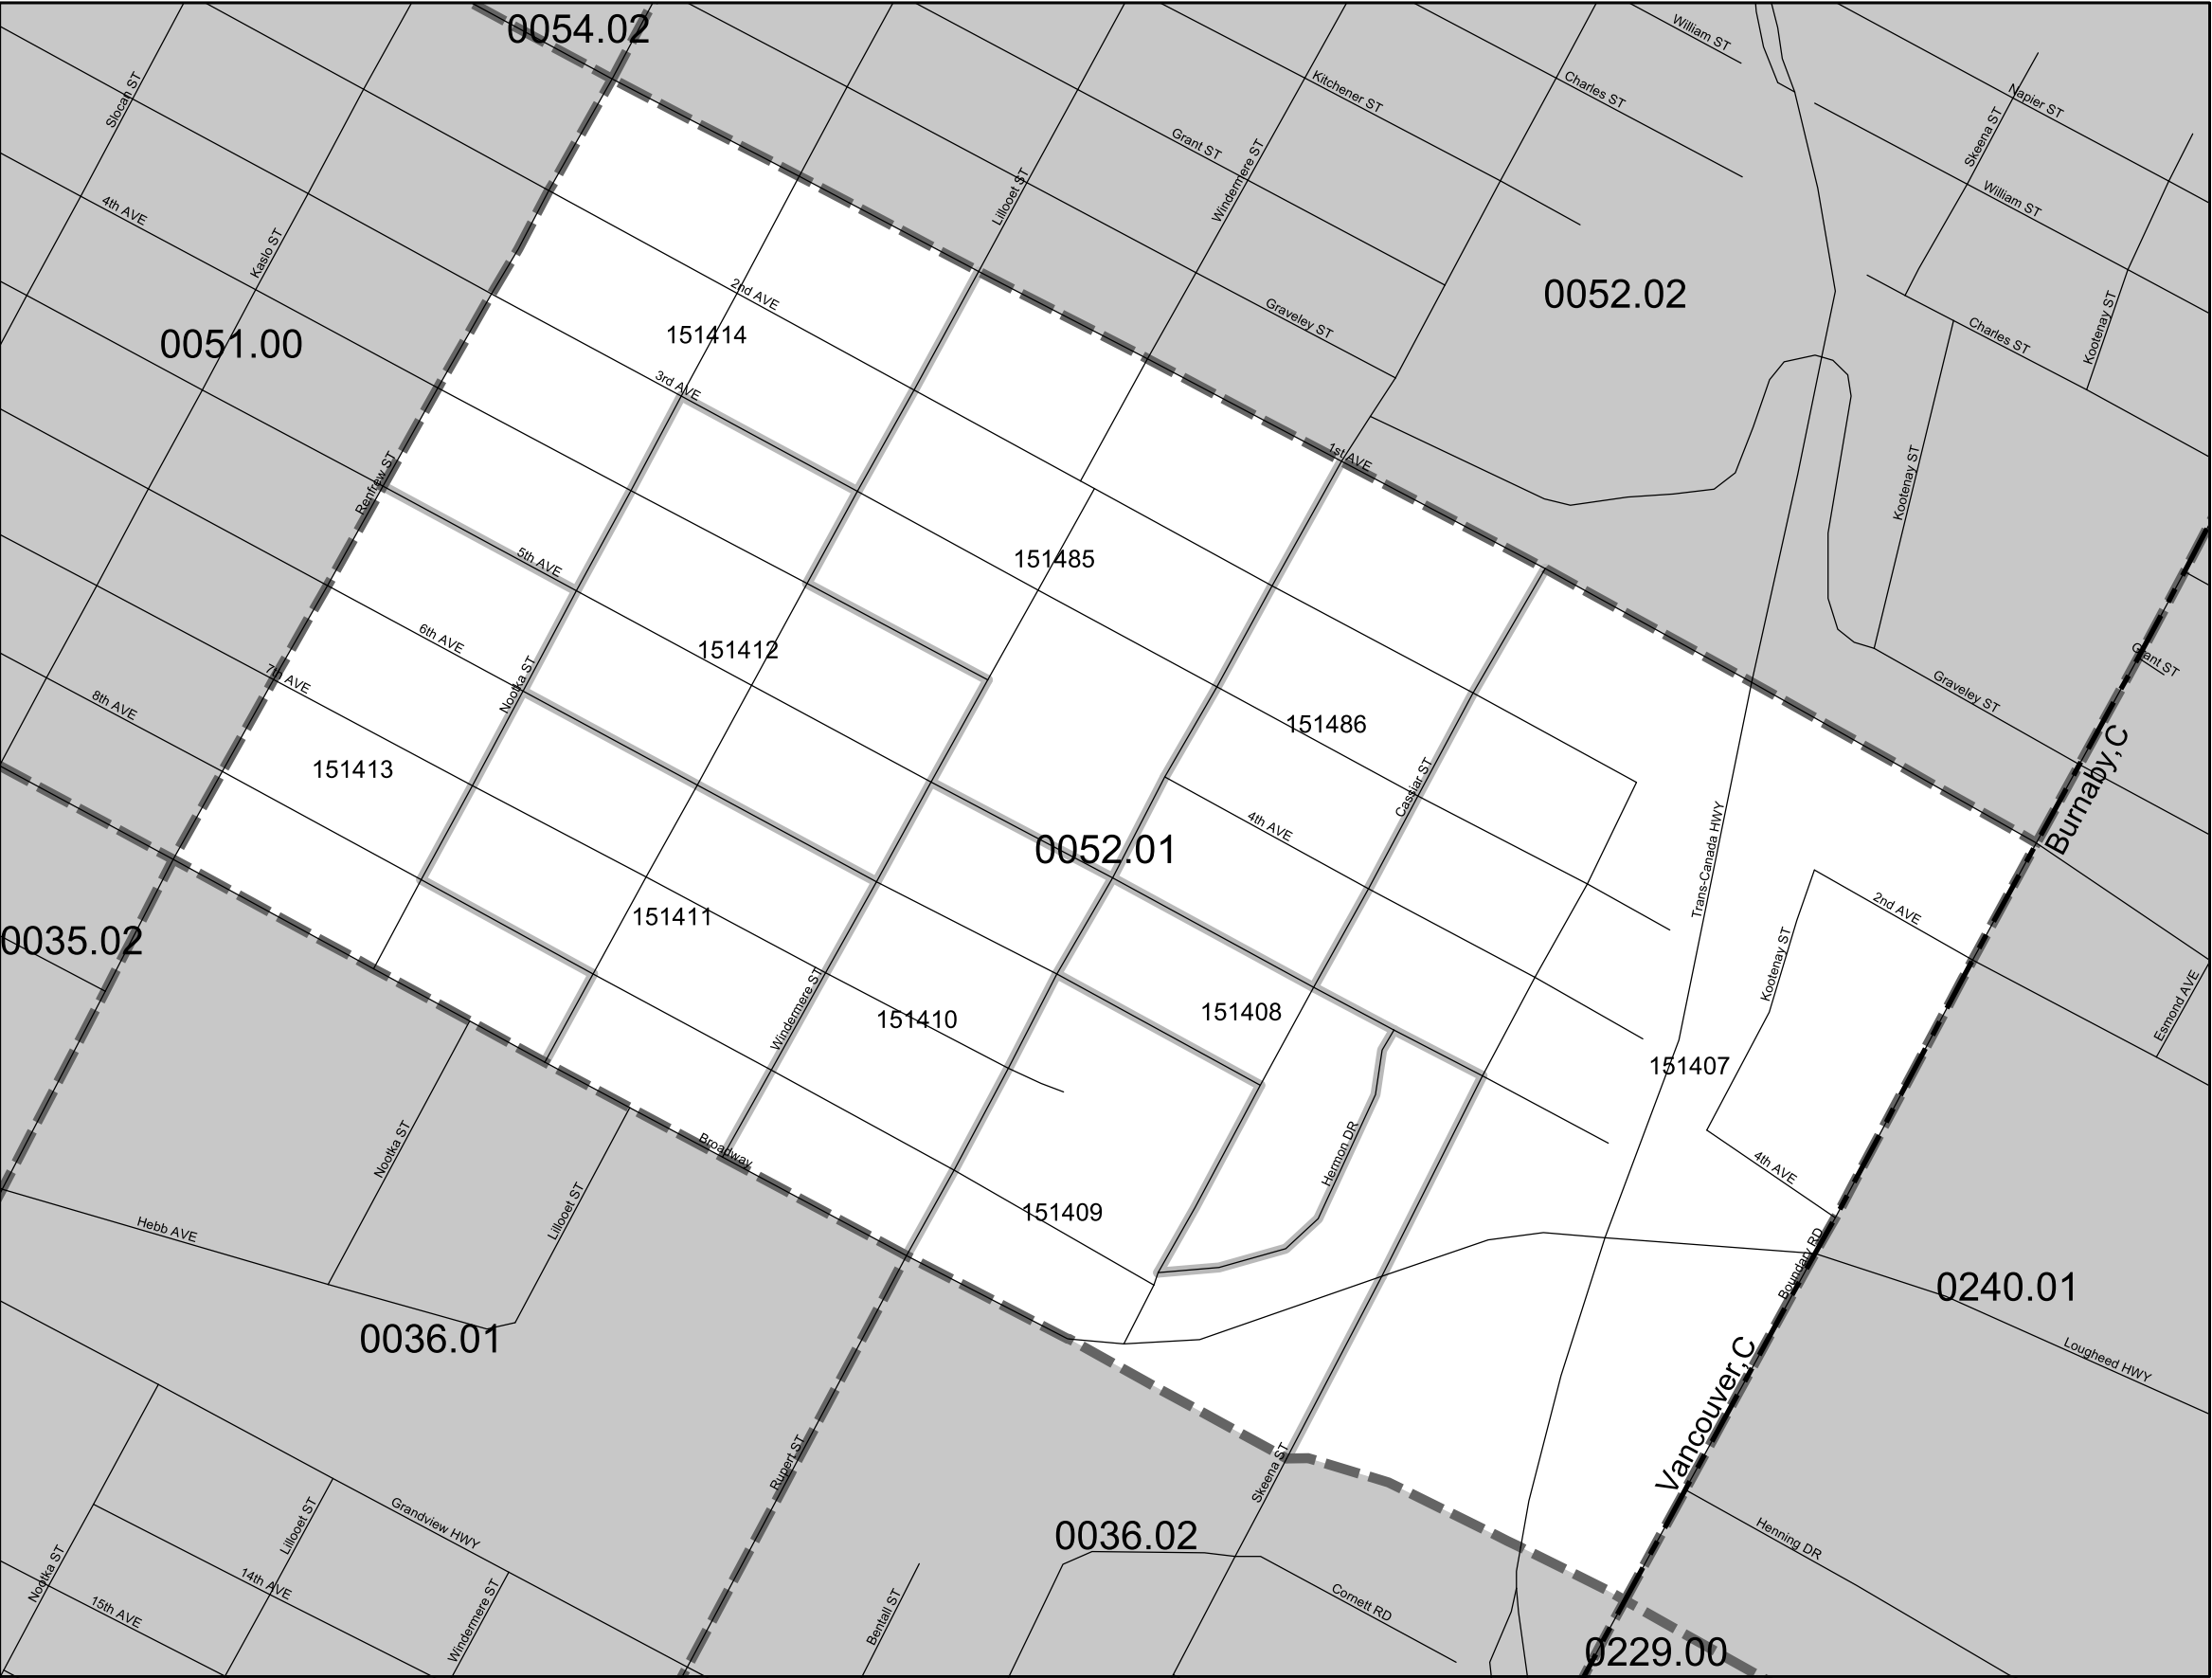 0054.02
William ST
Kitchener ST
Charles ST
Napier ST
Slocan ST
Grant ST
Skeena ST
Lillooet ST
Windermere ST
William ST
4th AVE
Kaslo ST
2nd AVE
0052.02
Graveley ST
Kootenay ST
151414
0051.00
Charles ST
3rd AVE
1st AVE
Renfrew ST
Kootenay ST
5th AVE
151485
6th AVE
151412
Grant ST
7th AVE
Nootka ST
Graveley ST
8th AVE
151486
151413
Cassiar ST
Burnaby,C
4th AVE
0052.01
Trans-Canada HWY
151411
2nd AVE
0035.02
Kootenay ST
Windermere ST
151410
151408
Esmond AVE
151407
Nootka ST
Broadway
Hermon DR
4th AVE
Lillooet ST
151409
Hebb AVE
Boundary RD
0240.01
0036.01
Lougheed HWY
Vancouver,C
Rupert ST
Skeena ST
Grandview HWY
Lillooet ST
0036.02
Henning DR
Nootka ST
14th AVE
15th AVE
Windermere ST
Bentall ST
Cornett RD
0229.00